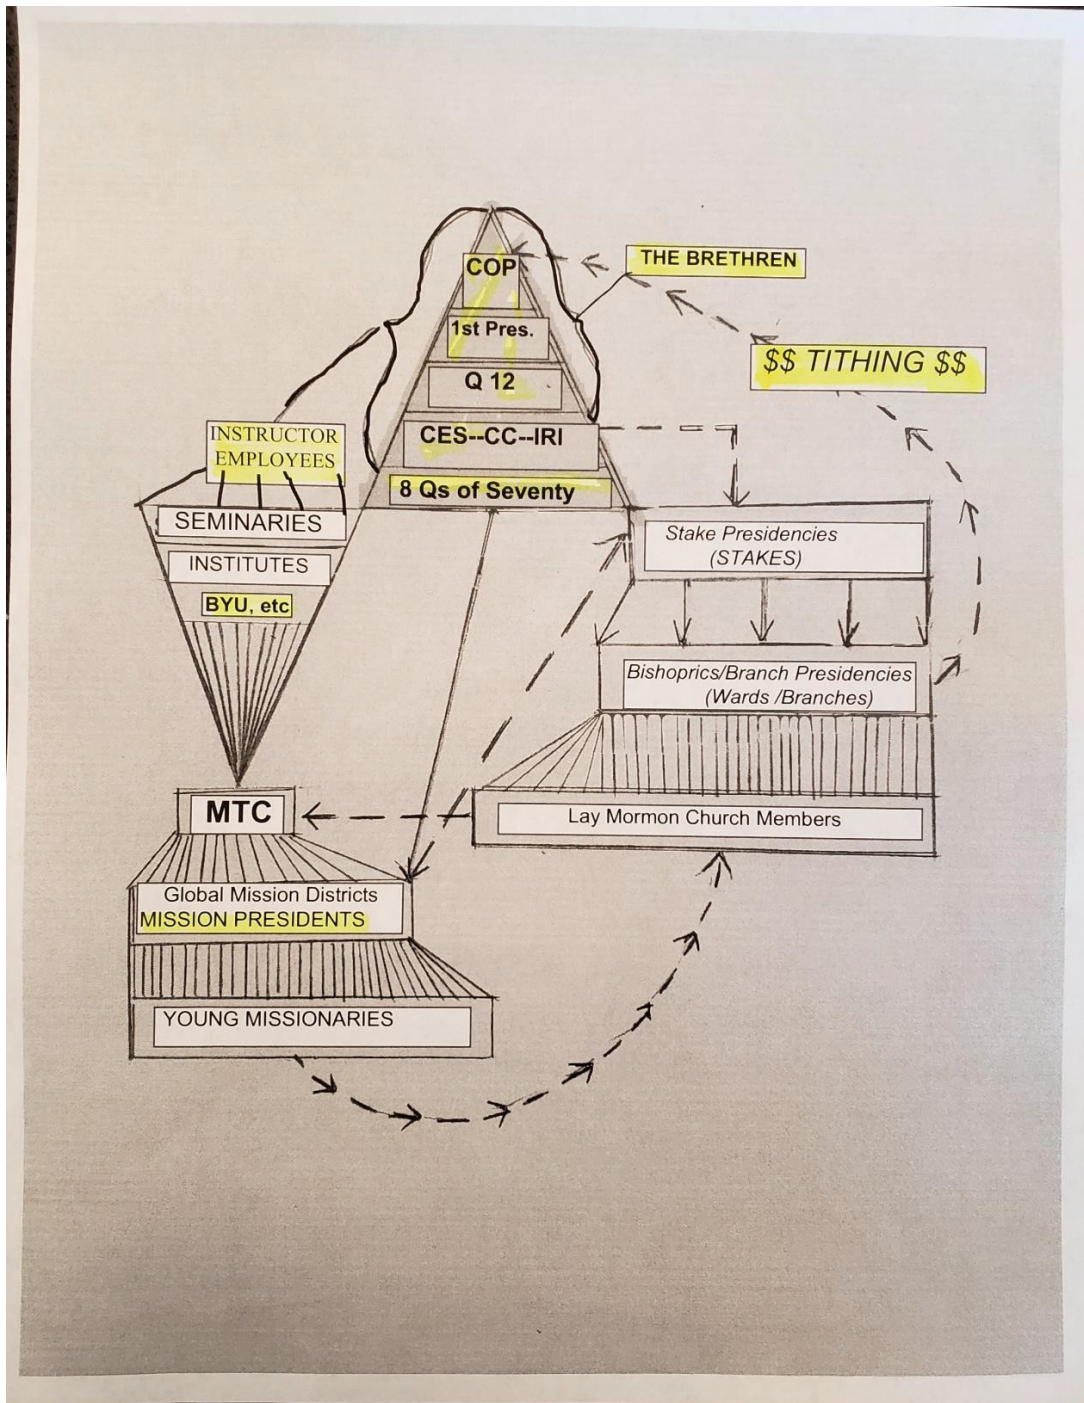 COP
THE BRETHREN
1st Pres.
$$ TITHING $$
Q 12
INSTRUCTOR
EMPLOYEES
CES--CC--IRI
8 Qs of Seventy
SEMINARIES
Stake Presidencies
(STAKES)
INSTITUTES
BYU, etc
Bishoprics/Branch Presidencies
(Wards /Branches)
MTC
Lay Mormon Church Members
Global Mission Districts
MISSION PRESIDENTS
YOUNG MISSIONARIES